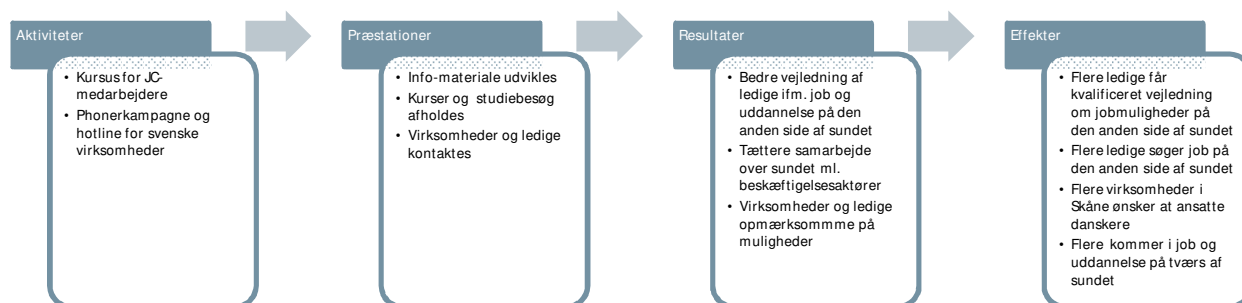 Aktiviteter
• Kursus for JC-
medarbejdere
• Phonerkampagne og
hotline for svenske
virksomheder
Præstationer
• Info-materiale udvikles
• Kurser og studiebesøg
afholdes
• Virksomheder og ledige
kontaktes
Resultater
• Bedre vejledning af
ledige ifm. job og
uddannelse på den
anden side af sundet
• Tættere samarbejde
over sundet ml.
beskæftigelsesaktører
• Virksomheder og ledige
opmærksommme på
muligheder
Effekter
• Flere ledige får
kvalificeret vejledning
om jobmuligheder på
den anden side af sundet
• Flere ledige søger job på
den anden side af sundet
• Flere virksomheder i
Skåne ønsker at ansatte
danskere
• Flere kommer i job og
uddannelse på tværs af
sundet